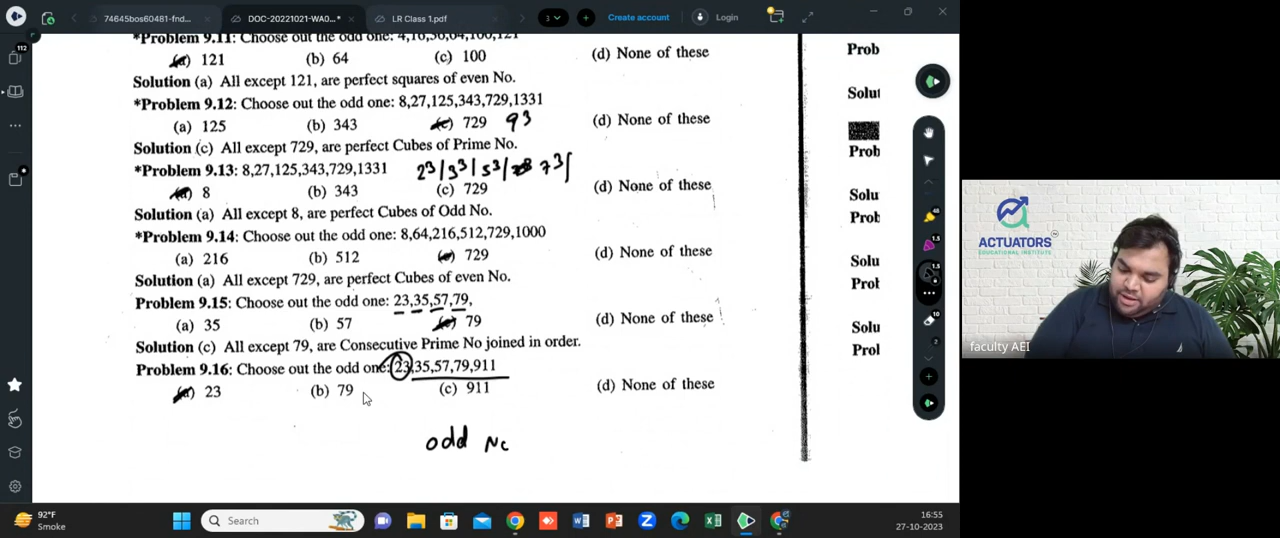 74645bos60481-fnd...
DOC-20221021-WA0...*
LR Class 1.pdf
3
Create account
Login
112
*Problem 9.11: Choose out the odd one: 4,16,36,64,100,121
(a) 121 (b) 64 (c) 100 (d) None of these
Solution (a) All except 121, are perfect squares of even No.
*Problem 9.12: Choose out the odd one: 8,27,125,343,729,1331
(a) 125 (b) 343 (c) 729 9³ (d) None of these
Solution (c) All except 729, are perfect Cubes of Prime No.
*Problem 9.13: 8,27,125,343,729,1331 2³/3³/5³/ 7³/
(a) 8 (b) 343 (c) 729 (d) None of these
Solution (a) All except 8, are perfect Cubes of Odd No.
*Problem 9.14: Choose out the odd one: 8,64,216,512,729,1000
(a) 216 (b) 512 (c) 729 (d) None of these
Solution (a) All except 729, are perfect Cubes of even No.
Problem 9.15: Choose out the odd one: 23,35,57,79,
(a) 35 (b) 57 (c) 79 (d) None of these
Solution (c) All except 79, are Consecutive Prime No joined in order.
Problem 9.16: Choose out the odd one: 23,35,57,79,911
(a) 23 (b) 79 (c) 911 (d) None of these
odd No
Prob
Solut
Prob
Solu
Prob
Solu
Prob
Solu
Prob
ACTUATORS
EDUCATIONAL INSTITUTE
faculty AEI
92°F
Smoke
Search
16:55
27-10-2023